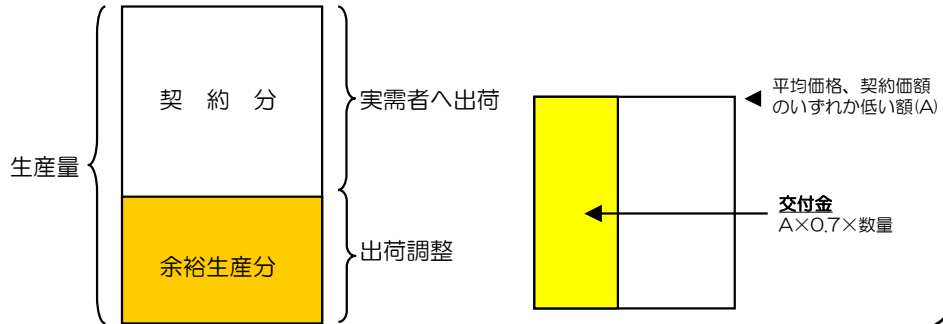 生産量
契約分
余裕生産分
実需者へ出荷
出荷調整
平均価格、契約価額
のいずれか低い額(A)
交付金
A×0.7×数量